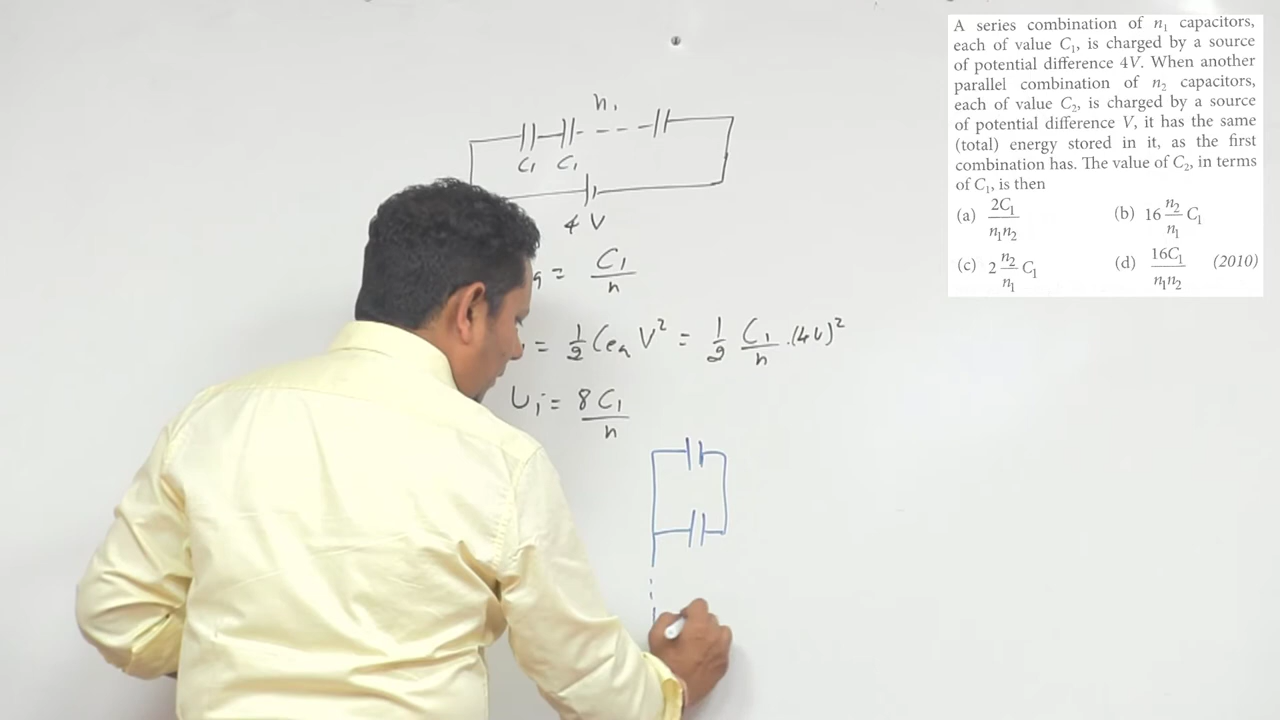 A series combination of n₁ capacitors,
each of value C₁, is charged by a source
of potential difference 4V. When another
parallel combination of n₂ capacitors,
each of value C₂, is charged by a source
of potential difference V, it has the same
(total) energy stored in it, as the first
combination has. The value of C₂, in terms
of C₁, is then
(a) 2C₁/n₁n₂ (b) 16 n₂/n₁ C₁
(c) 2 n₂/n₁ C₁ (d) 16C₁/n₁n₂ (2010)
n₁
C₁ C₁
4 V
q = C₁/n
= 1/2 Ceq V² = 1/2 C₁/n .(4V)²
Ui = 8C₁/n